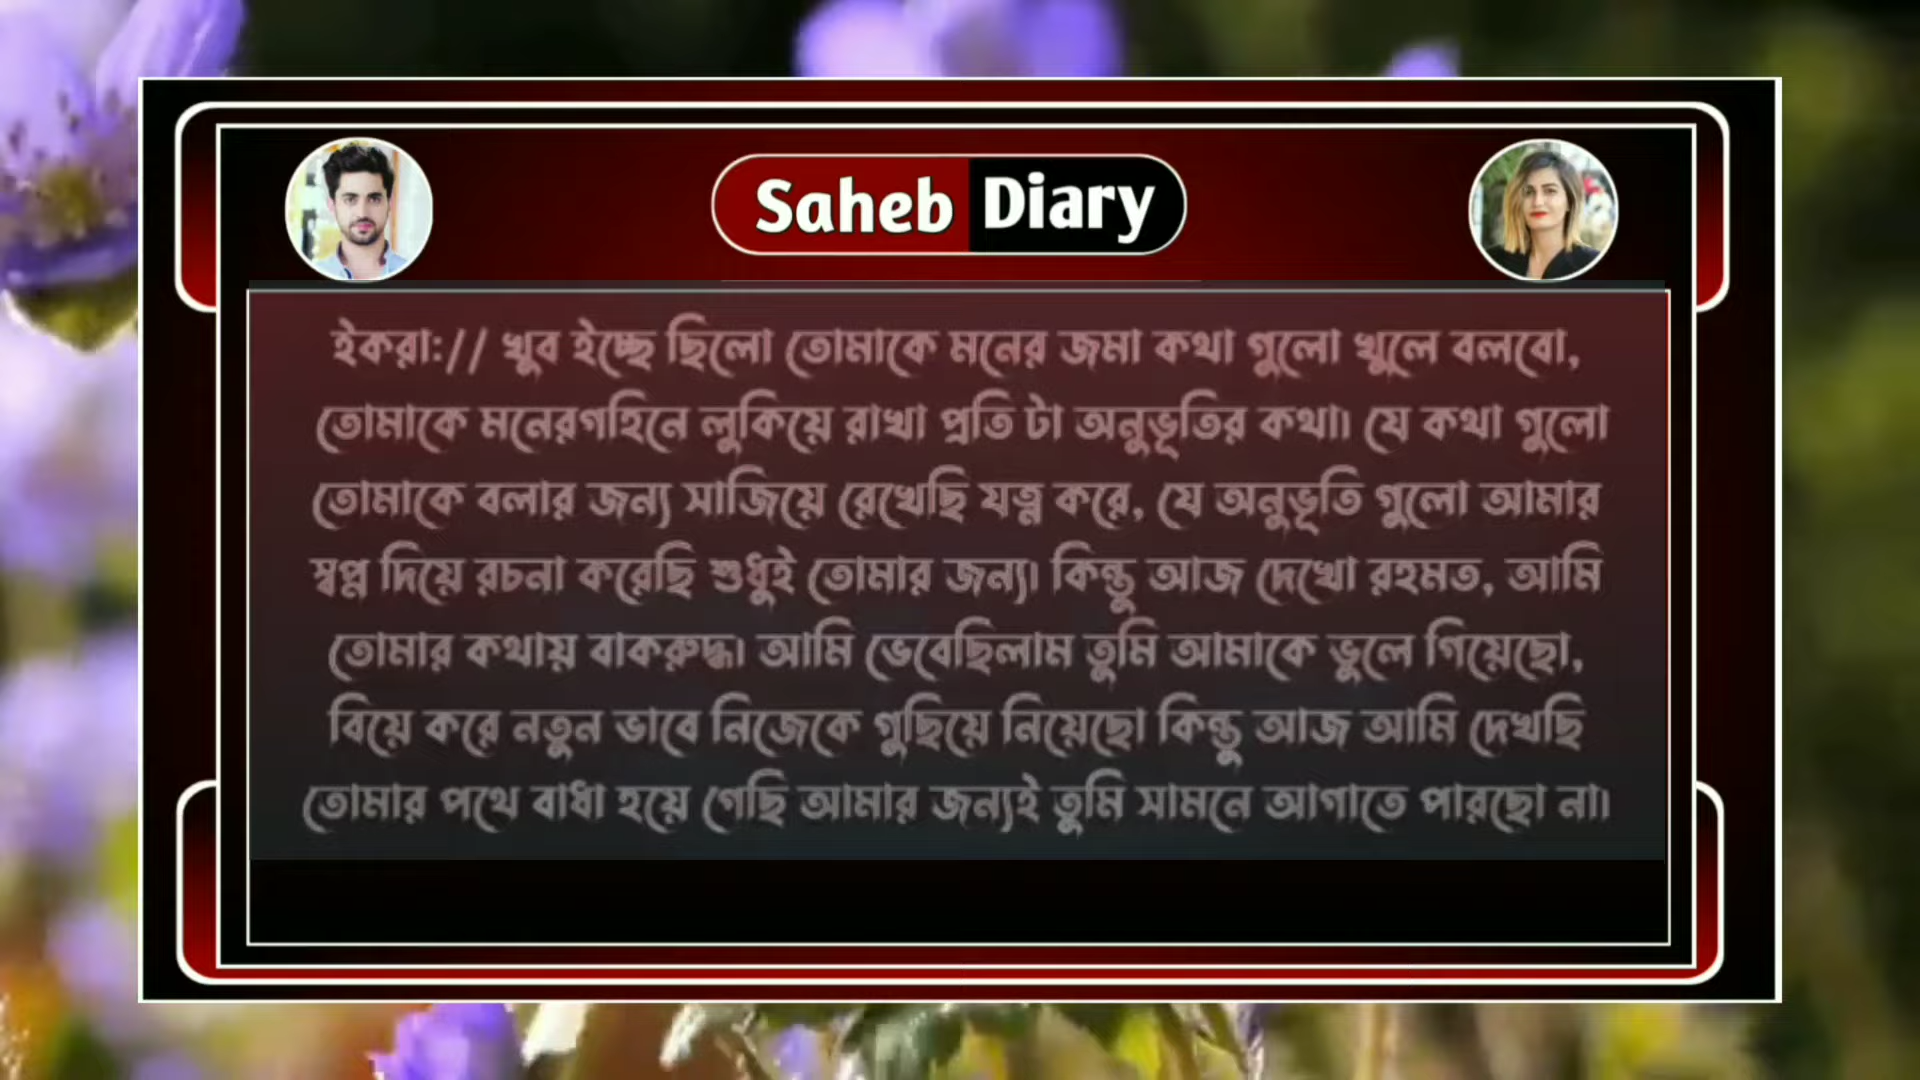 Saheb Diary
ইকরা:// খুব ইচ্ছে ছিলো তোমাকে মনের জমা কথা গুলো খুলে বলবো,
তোমাকে মনেরগহিনে লুকিয়ে রাখা প্রতি টা অনুভূতির কথা৷ যে কথা গুলো
তোমাকে বলার জন্য সাজিয়ে রেখেছি যত্ন করে, যে অনুভূতি গুলো আমার
স্বপ্ন দিয়ে রচনা করেছি শুধুই তোমার জন্য৷ কিন্তু আজ দেখো রহমত, আমি
তোমার কথায় বাকরুদ্ধ৷ আমি ভেবেছিলাম তুমি আমাকে ভুলে গিয়েছো,
বিয়ে করে নতুন ভাবে নিজেকে গুছিয়ে নিয়েছো কিন্তু আজ আমি দেখছি
তোমার পথে বাধা হয়ে গেছি আমার জন্যই তুমি সামনে আগাতে পারছো না৷